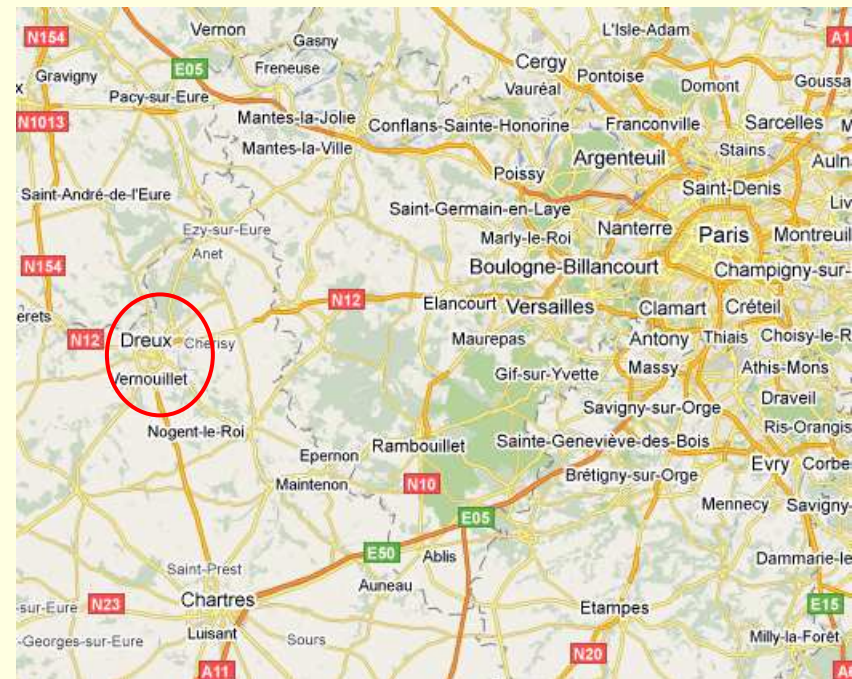 N154
Vernon
Gasny
L'Isle-Adam
A1
E05
Freneuse
Cergy
Pontoise
Gravigny
Vauréal
Domont
Goussa
Pacy-sur-Eure
N1013
Mantes-la-Jolie
Conflans-Sainte-Honorine
Franconville
Sarcelles
Mantes-la-Ville
Argenteuil
Stains
Auln
Poissy
Saint-Denis
Saint-André-de-l'Eure
Saint-Germain-en-Laye
Liv
Ezy-sur-Eure
Marly-le-Roi
Nanterre
Paris
Montreuil
Anet
N154
Boulogne-Billancourt
Champigny-sur-
N12
Elancourt
Versailles
Clamart
Créteil
erets
N12
Dreux
Cherisy
Maurepas
Antony
Thiais
Choisy-le-R
Vernouillet
Gif-sur-Yvette
Massy
Athis-Mons
Savigny-sur-Orge
Draveil
Nogent-le-Roi
Ris-Orangis
Epernon
Rambouillet
Sainte-Geneviève-des-Bois
Maintenon
N10
Brétigny-sur-Orge
Evry
Corbe
Mennecy
Savigny-
E05
E50
Ablis
Dammarie-le
Saint-Prest
Auneau
-sur-Eure
N23
Chartres
Etampes
E15
Luisant
Sours
-Georges-sur-Eure
Milly-la-Forêt
N20
A11